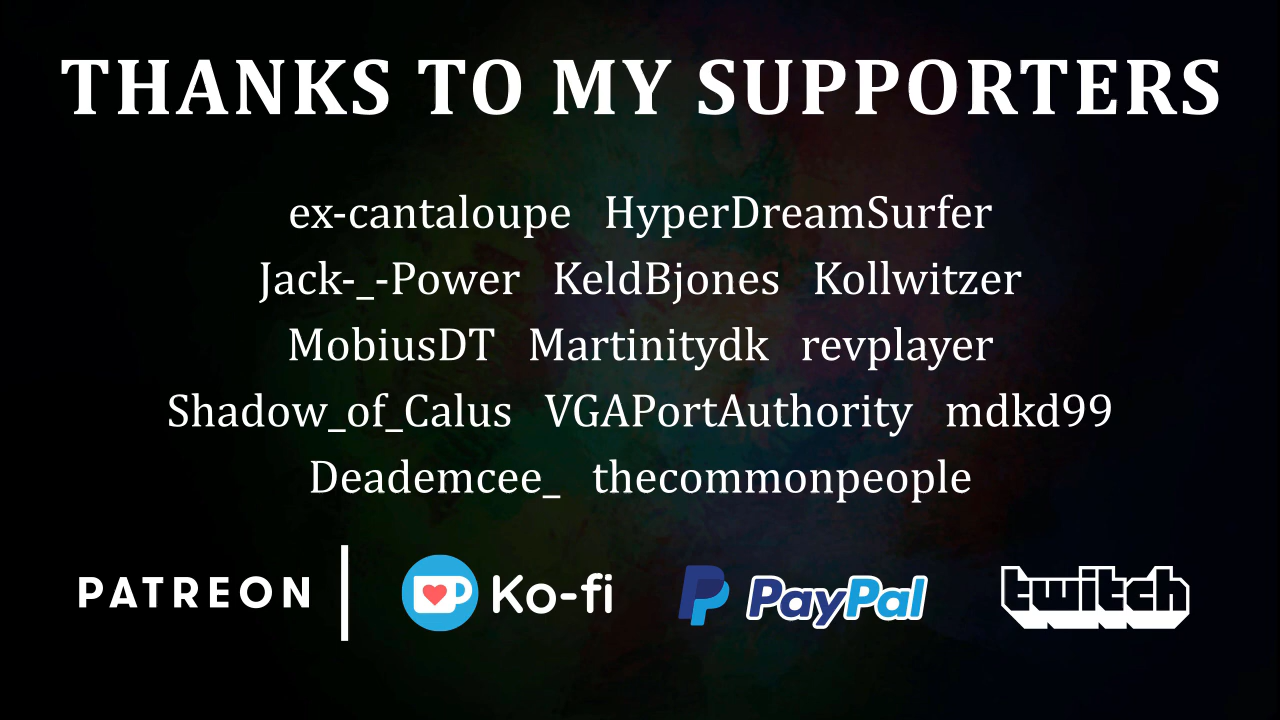 THANKS TO MY SUPPORTERS
ex-cantaloupe HyperDreamSurfer
Jack-_-Power KeldBjones Kollwitzer
MobiusDT Martinitydk revplayer
Shadow_of_Calus VGAPortAuthority mdkd99
Deademcee_ thecommonpeople
PATREON Ko-fi PayPal twitch